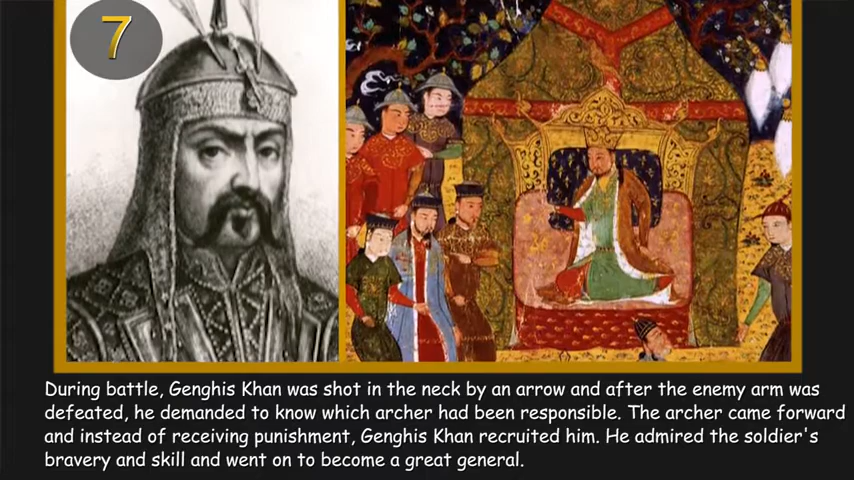 7
During battle, Genghis Khan was shot in the neck by an arrow and after the enemy arm was
defeated, he demanded to know which archer had been responsible. The archer came forward
and instead of receiving punishment, Genghis Khan recruited him. He admired the soldier's
bravery and skill and went on to become a great general.